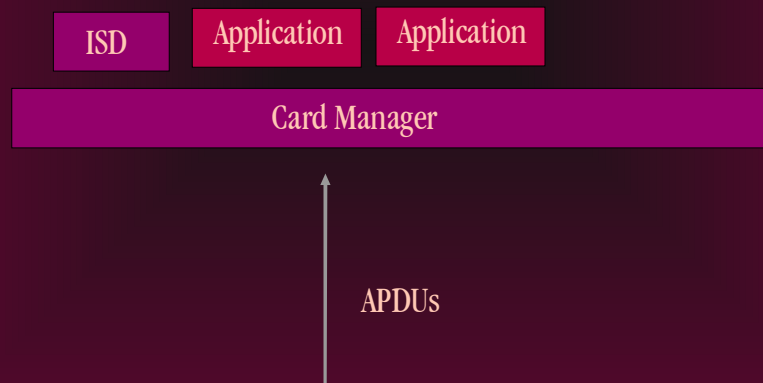 ISD
Application
Application
Card Manager
APDUs